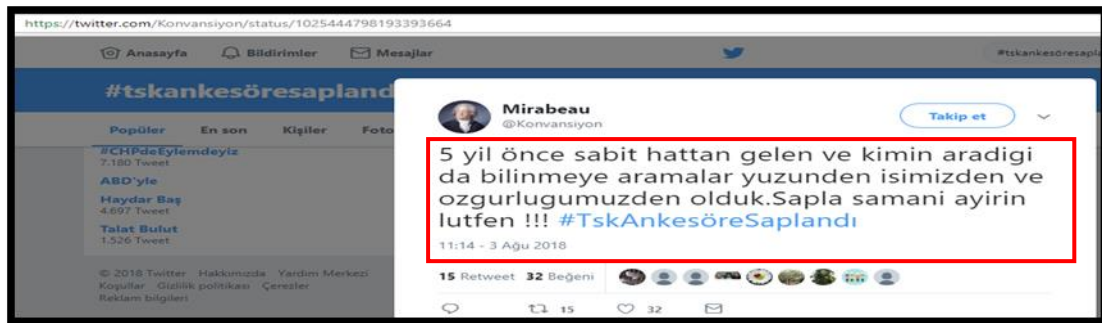 https://twitter.com/Konvansiyon/status/1025444798193393664
Anasayfa Bildirimler Mesajlar #tskankesöresapla
#tskankesöresapland
Popüler En son Kişiler Foto
#CHPdeEylemdeyiz
7.180 Tweet
ABD'yle
Haydar Baş
4.697 Tweet
Talat Bulut
1.526 Tweet
© 2018 Twitter Hakkımızda Yardım Merkezi
Koşullar Gizlilik politikası Çerezler
Reklam bilgileri
Mirabeau
@Konvansiyon
Takip et
5 yil önce sabit hattan gelen ve kimin aradigi
da bilinmeye aramalar yuzunden isimizden ve
ozgurlugumuzden olduk.Sapla samani ayirin
lutfen !!! #TskAnkesöreSaplandı
11:14 - 3 Ağu 2018
15 Retweet 32 Beğeni
15 32